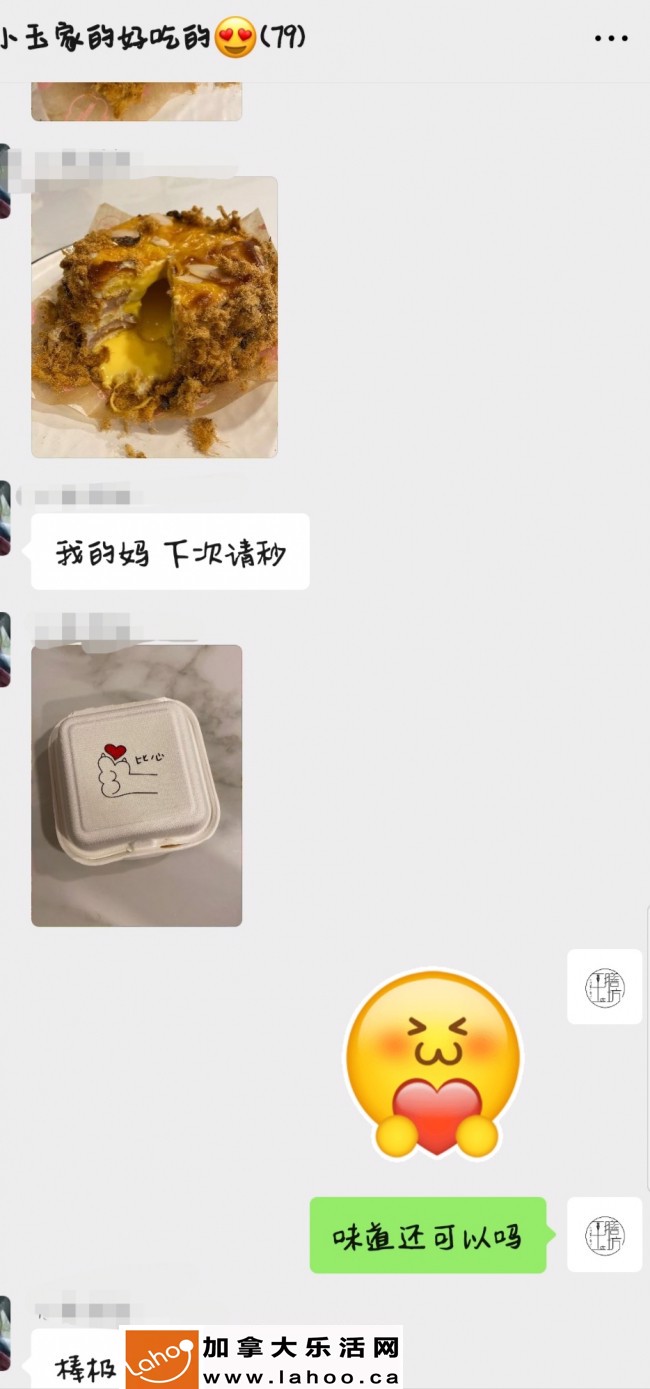 小玉家的好吃的😍(79)
我的妈 下次请秒
比心
味道还可以吗
棒极
Lahoo
加拿大乐活网
www.lahoo.ca